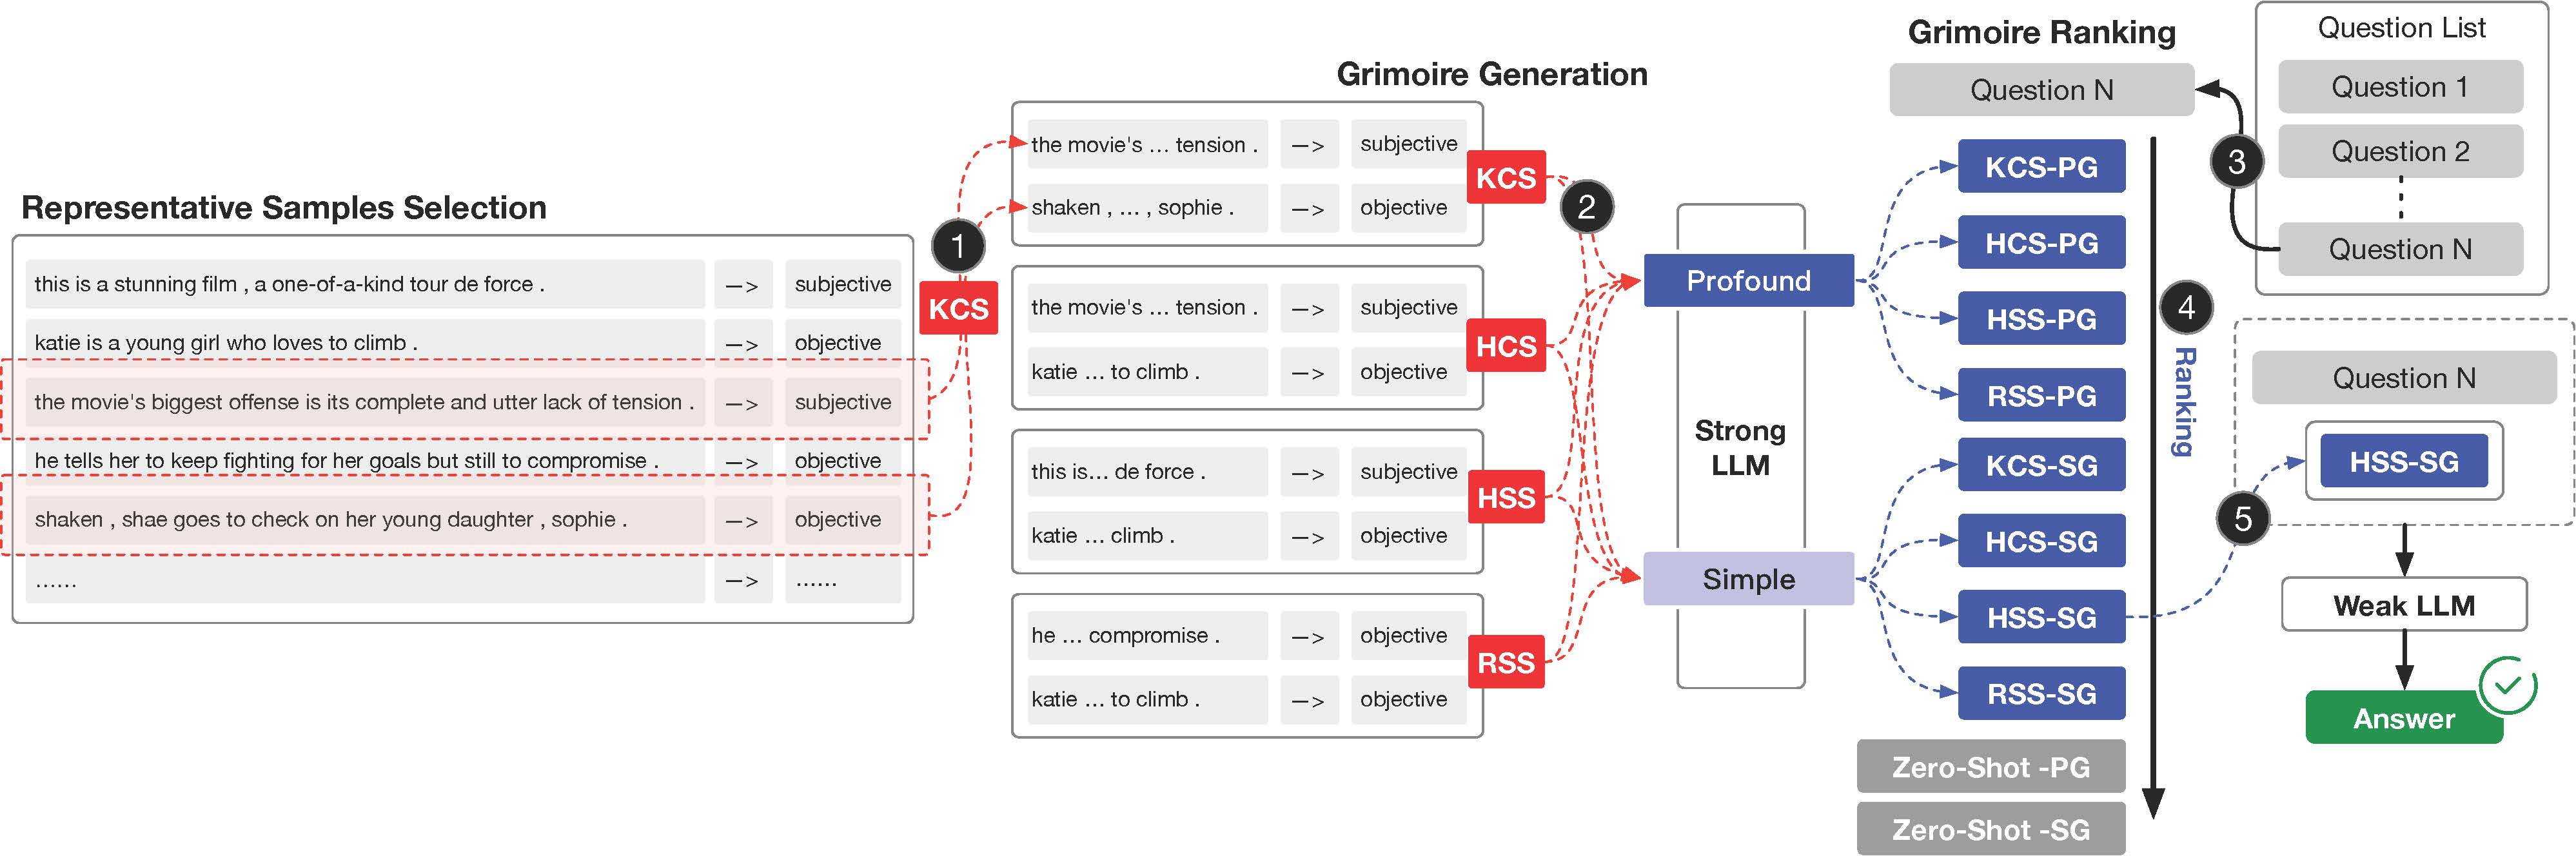 Representative Samples Selection
this is a stunning film , a one-of-a-kind tour de force . —> subjective
katie is a young girl who loves to climb . —> objective
the movie's biggest offense is its complete and utter lack of tension . —> subjective
he tells her to keep fighting for her goals but still to compromise . —> objective
shaken , shae goes to check on her young daughter , sophie . —> objective
...... —> ......
1
KCS
Grimoire Generation
the movie's ... tension . —> subjective
shaken , ... , sophie . —> objective
KCS
the movie's ... tension . —> subjective
katie ... to climb . —> objective
HCS
this is... de force . —> subjective
katie ... climb . —> objective
HSS
he ... compromise . —> objective
katie ... to climb . —> objective
RSS
2
Profound
Strong
LLM
Simple
Grimoire Ranking
Question N
KCS-PG
HCS-PG
HSS-PG
RSS-PG
KCS-SG
HCS-SG
HSS-SG
RSS-SG
Zero-Shot -PG
Zero-Shot -SG
3
Question List
Question 1
Question 2
Question N
4
Ranking
5
Question N
HSS-SG
Weak LLM
Answer